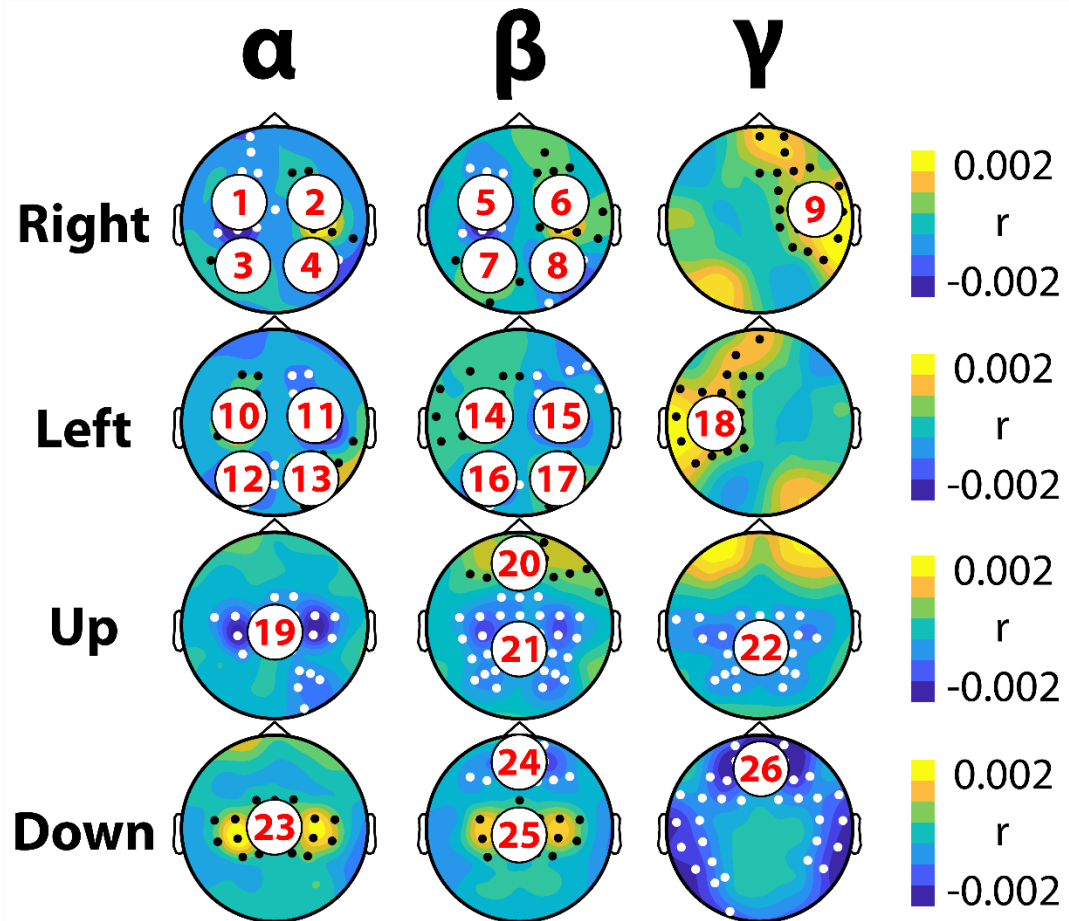 α β γ
1 2 5 6 9 0.002
Right r
3 4 7 8 -0.002
10 11 14 15 18 0.002
Left r
12 13 16 17 -0.002
20 0.002
Up 19 21 22 r
-0.002
24 26 0.002
Down 23 25 r
-0.002